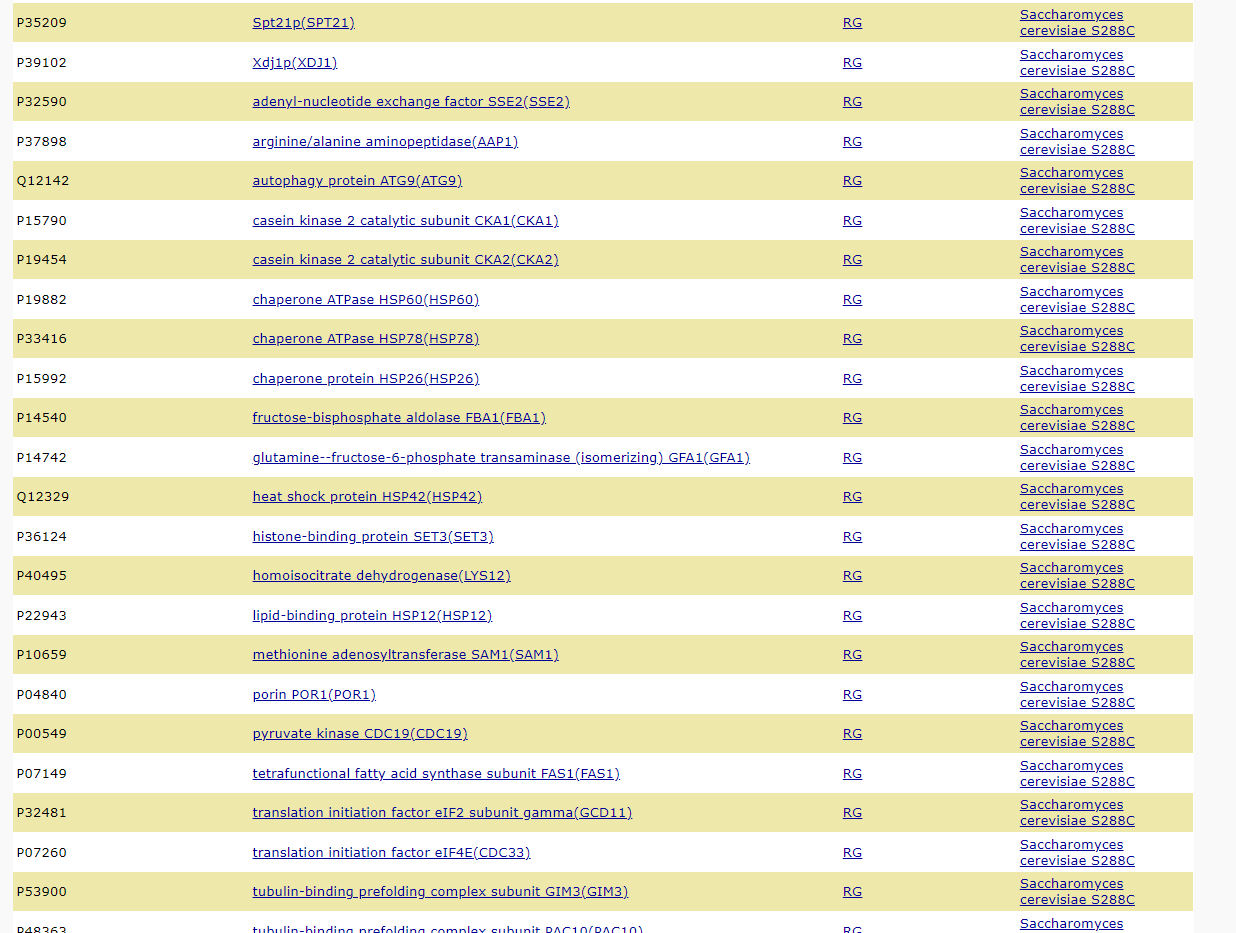 P35209 Spt21p(SPT21) RG Saccharomyces
cerevisiae S288C
P39102 Xdj1p(XDJ1) RG Saccharomyces
cerevisiae S288C
P32590 adenyl-nucleotide exchange factor SSE2(SSE2) RG Saccharomyces
cerevisiae S288C
P37898 arginine/alanine aminopeptidase(AAP1) RG Saccharomyces
cerevisiae S288C
Q12142 autophagy protein ATG9(ATG9) RG Saccharomyces
cerevisiae S288C
P15790 casein kinase 2 catalytic subunit CKA1(CKA1) RG Saccharomyces
cerevisiae S288C
P19454 casein kinase 2 catalytic subunit CKA2(CKA2) RG Saccharomyces
cerevisiae S288C
P19882 chaperone ATPase HSP60(HSP60) RG Saccharomyces
cerevisiae S288C
P33416 chaperone ATPase HSP78(HSP78) RG Saccharomyces
cerevisiae S288C
P15992 chaperone protein HSP26(HSP26) RG Saccharomyces
cerevisiae S288C
P14540 fructose-bisphosphate aldolase FBA1(FBA1) RG Saccharomyces
cerevisiae S288C
P14742 glutamine--fructose-6-phosphate transaminase (isomerizing) GFA1(GFA1) RG Saccharomyces
cerevisiae S288C
Q12329 heat shock protein HSP42(HSP42) RG Saccharomyces
cerevisiae S288C
P36124 histone-binding protein SET3(SET3) RG Saccharomyces
cerevisiae S288C
P40495 homoisocitrate dehydrogenase(LYS12) RG Saccharomyces
cerevisiae S288C
P22943 lipid-binding protein HSP12(HSP12) RG Saccharomyces
cerevisiae S288C
P10659 methionine adenosyltransferase SAM1(SAM1) RG Saccharomyces
cerevisiae S288C
P04840 porin POR1(POR1) RG Saccharomyces
cerevisiae S288C
P00549 pyruvate kinase CDC19(CDC19) RG Saccharomyces
cerevisiae S288C
P07149 tetrafunctional fatty acid synthase subunit FAS1(FAS1) RG Saccharomyces
cerevisiae S288C
P32481 translation initiation factor eIF2 subunit gamma(GCD11) RG Saccharomyces
cerevisiae S288C
P07260 translation initiation factor eIF4E(CDC33) RG Saccharomyces
cerevisiae S288C
P53900 tubulin-binding prefolding complex subunit GIM3(GIM3) RG Saccharomyces
cerevisiae S288C
P48363 tubulin-binding prefolding complex subunit PAC10(PAC10) RG Saccharomyces